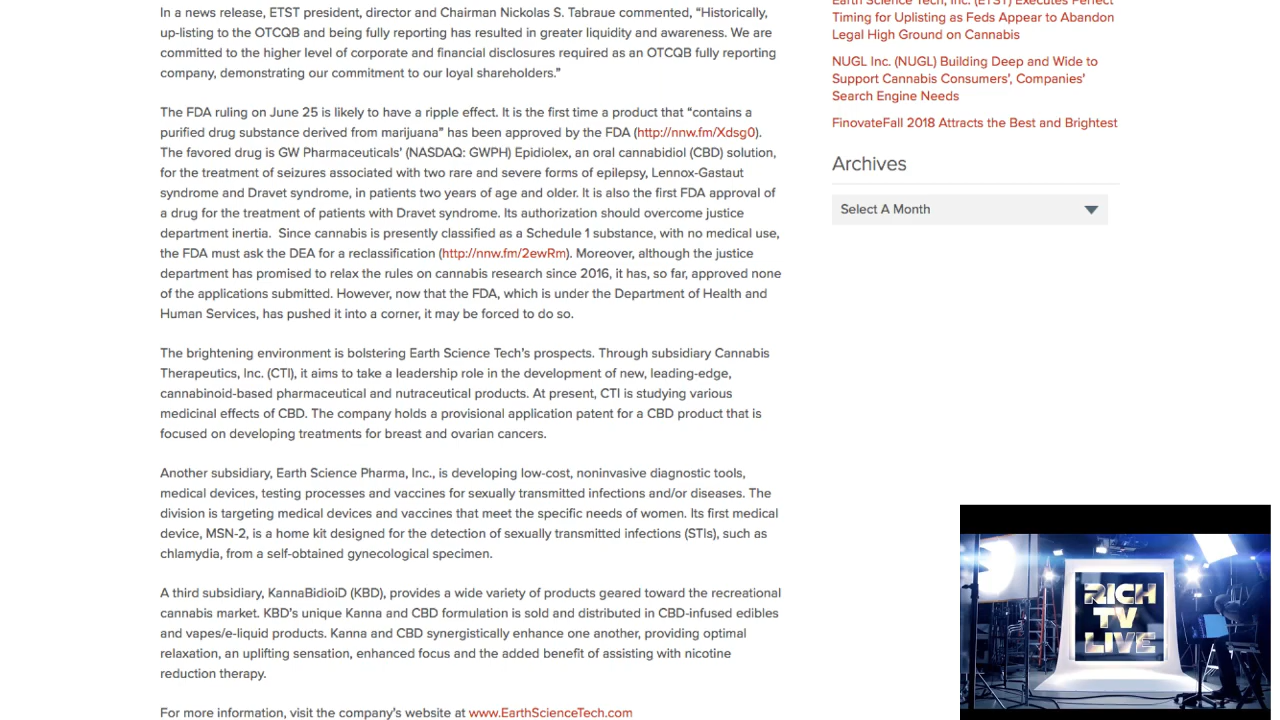 In a news release, ETST president, director and Chairman Nickolas S. Tabraue commented, “Historically,
up-listing to the OTCQB and being fully reporting has resulted in greater liquidity and awareness. We are
committed to the higher level of corporate and financial disclosures required as an OTCQB fully reporting
company, demonstrating our commitment to our loyal shareholders.”
The FDA ruling on June 25 is likely to have a ripple effect. It is the first time a product that “contains a
purified drug substance derived from marijuana” has been approved by the FDA (http://nnw.fm/Xdsg0).
The favored drug is GW Pharmaceuticals’ (NASDAQ: GWPH) Epidiolex, an oral cannabidiol (CBD) solution,
for the treatment of seizures associated with two rare and severe forms of epilepsy, Lennox-Gastaut
syndrome and Dravet syndrome, in patients two years of age and older. It is also the first FDA approval of
a drug for the treatment of patients with Dravet syndrome. Its authorization should overcome justice
department inertia.  Since cannabis is presently classified as a Schedule 1 substance, with no medical use,
the FDA must ask the DEA for a reclassification (http://nnw.fm/2ewRm). Moreover, although the justice
department has promised to relax the rules on cannabis research since 2016, it has, so far, approved none
of the applications submitted. However, now that the FDA, which is under the Department of Health and
Human Services, has pushed it into a corner, it may be forced to do so.
The brightening environment is bolstering Earth Science Tech’s prospects. Through subsidiary Cannabis
Therapeutics, Inc. (CTI), it aims to take a leadership role in the development of new, leading-edge,
cannabinoid-based pharmaceutical and nutraceutical products. At present, CTI is studying various
medicinal effects of CBD. The company holds a provisional application patent for a CBD product that is
focused on developing treatments for breast and ovarian cancers.
Another subsidiary, Earth Science Pharma, Inc., is developing low-cost, noninvasive diagnostic tools,
medical devices, testing processes and vaccines for sexually transmitted infections and/or diseases. The
division is targeting medical devices and vaccines that meet the specific needs of women. Its first medical
device, MSN-2, is a home kit designed for the detection of sexually transmitted infections (STIs), such as
chlamydia, from a self-obtained gynecological specimen.
A third subsidiary, KannaBidioiD (KBD), provides a wide variety of products geared toward the recreational
cannabis market. KBD’s unique Kanna and CBD formulation is sold and distributed in CBD-infused edibles
and vapes/e-liquid products. Kanna and CBD synergistically enhance one another, providing optimal
relaxation, an uplifting sensation, enhanced focus and the added benefit of assisting with nicotine
reduction therapy.
For more information, visit the company’s website at www.EarthScienceTech.com
Earth Science Tech, Inc. (ETST) Executes Perfect
Timing for Uplisting as Feds Appear to Abandon
Legal High Ground on Cannabis
NUGL Inc. (NUGL) Building Deep and Wide to
Support Cannabis Consumers’, Companies’
Search Engine Needs
FinovateFall 2018 Attracts the Best and Brightest
Archives
Select A Month
RICH
TV
LIVE